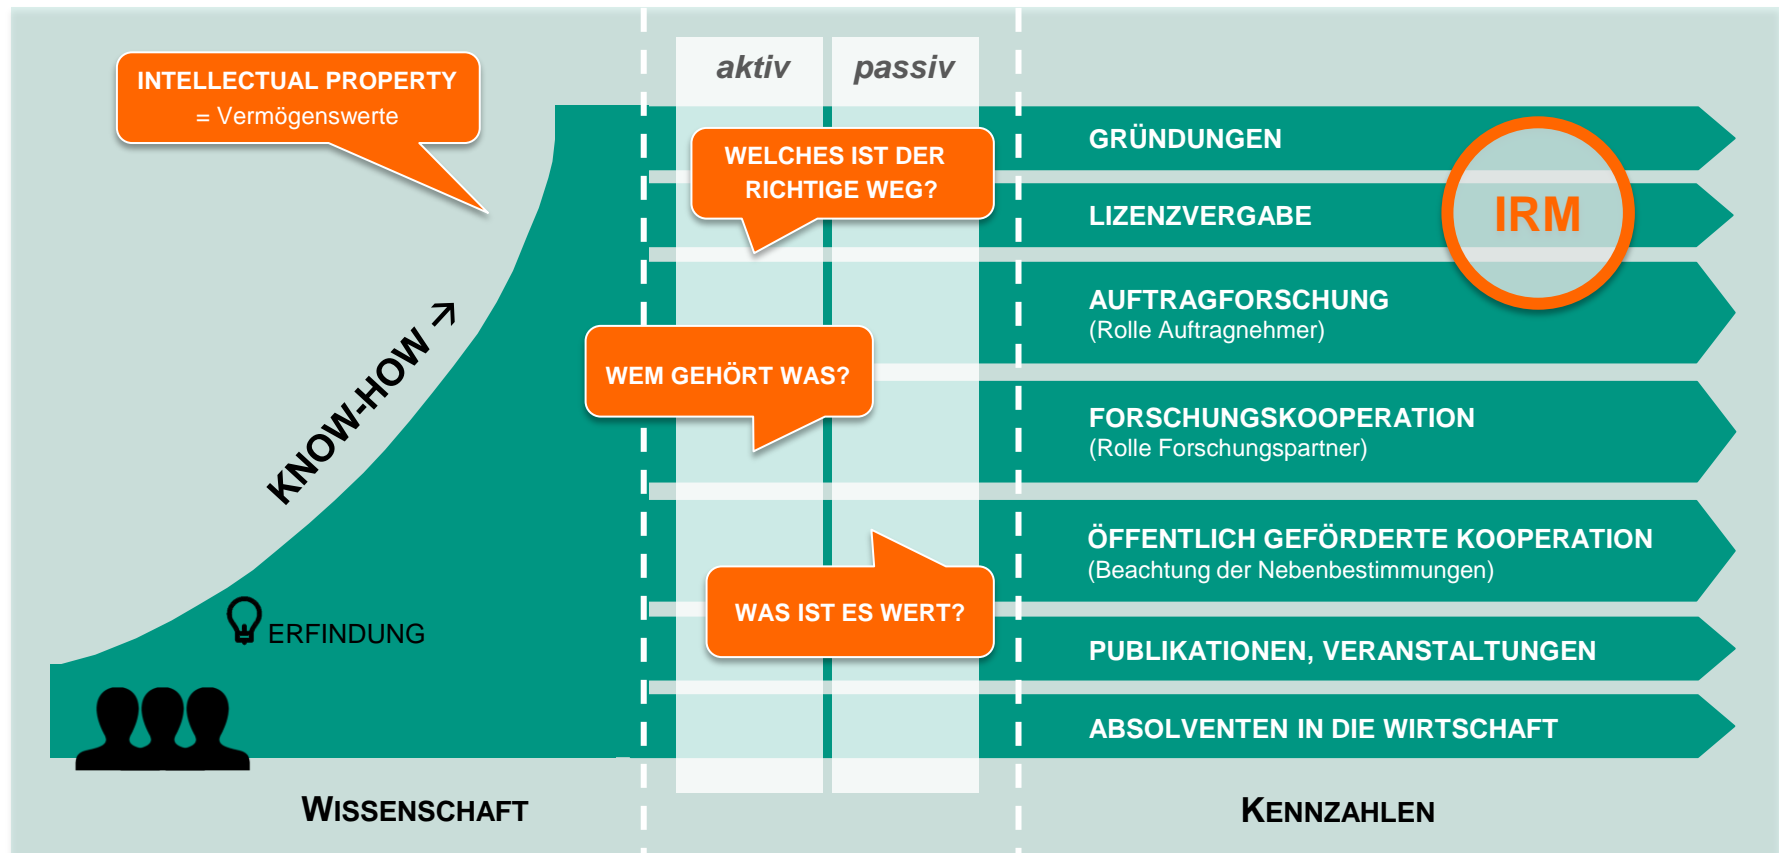 INTELLECTUAL PROPERTY
= Vermögenswerte
KNOW-HOW →
ERFINDUNG
WISSENSCHAFT
aktiv
passiv
WELCHES IST DER
RICHTIGE WEG?
WEM GEHÖRT WAS?
WAS IST ES WERT?
GRÜNDUNGEN
LIZENZVERGABE
IRM
AUFTRAGFORSCHUNG
(Rolle Auftragnehmer)
FORSCHUNGSKOOPERATION
(Rolle Forschungspartner)
ÖFFENTLICH GEFÖRDERTE KOOPERATION
(Beachtung der Nebenbestimmungen)
PUBLIKATIONEN, VERANSTALTUNGEN
ABSOLVENTEN IN DIE WIRTSCHAFT
KENNZAHLEN